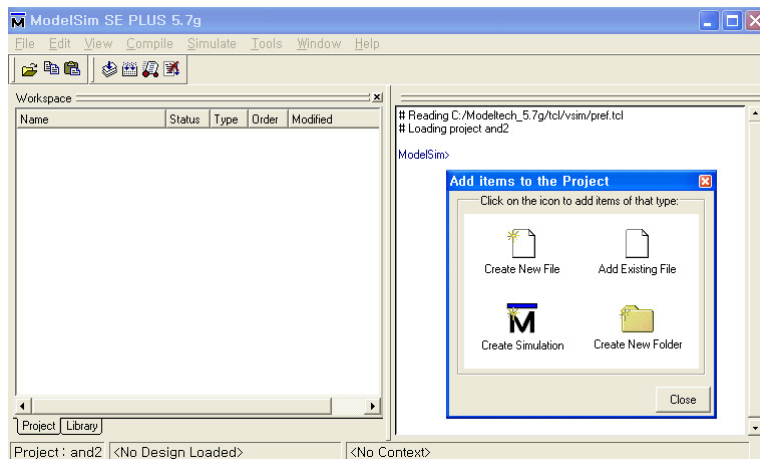 ModelSim SE PLUS 5.7g
File Edit View Compile Simulate Tools Window Help
Workspace
Name Status Type Order Modified
# Reading C:/Modeltech_5.7g/tcl/vsim/pref.tcl
# Loading project and2
ModelSim>
Add items to the Project
Click on the icon to add items of that type:
Create New File Add Existing File
Create Simulation Create New Folder
Close
Project Library
Project : and2 <No Design Loaded> <No Context>